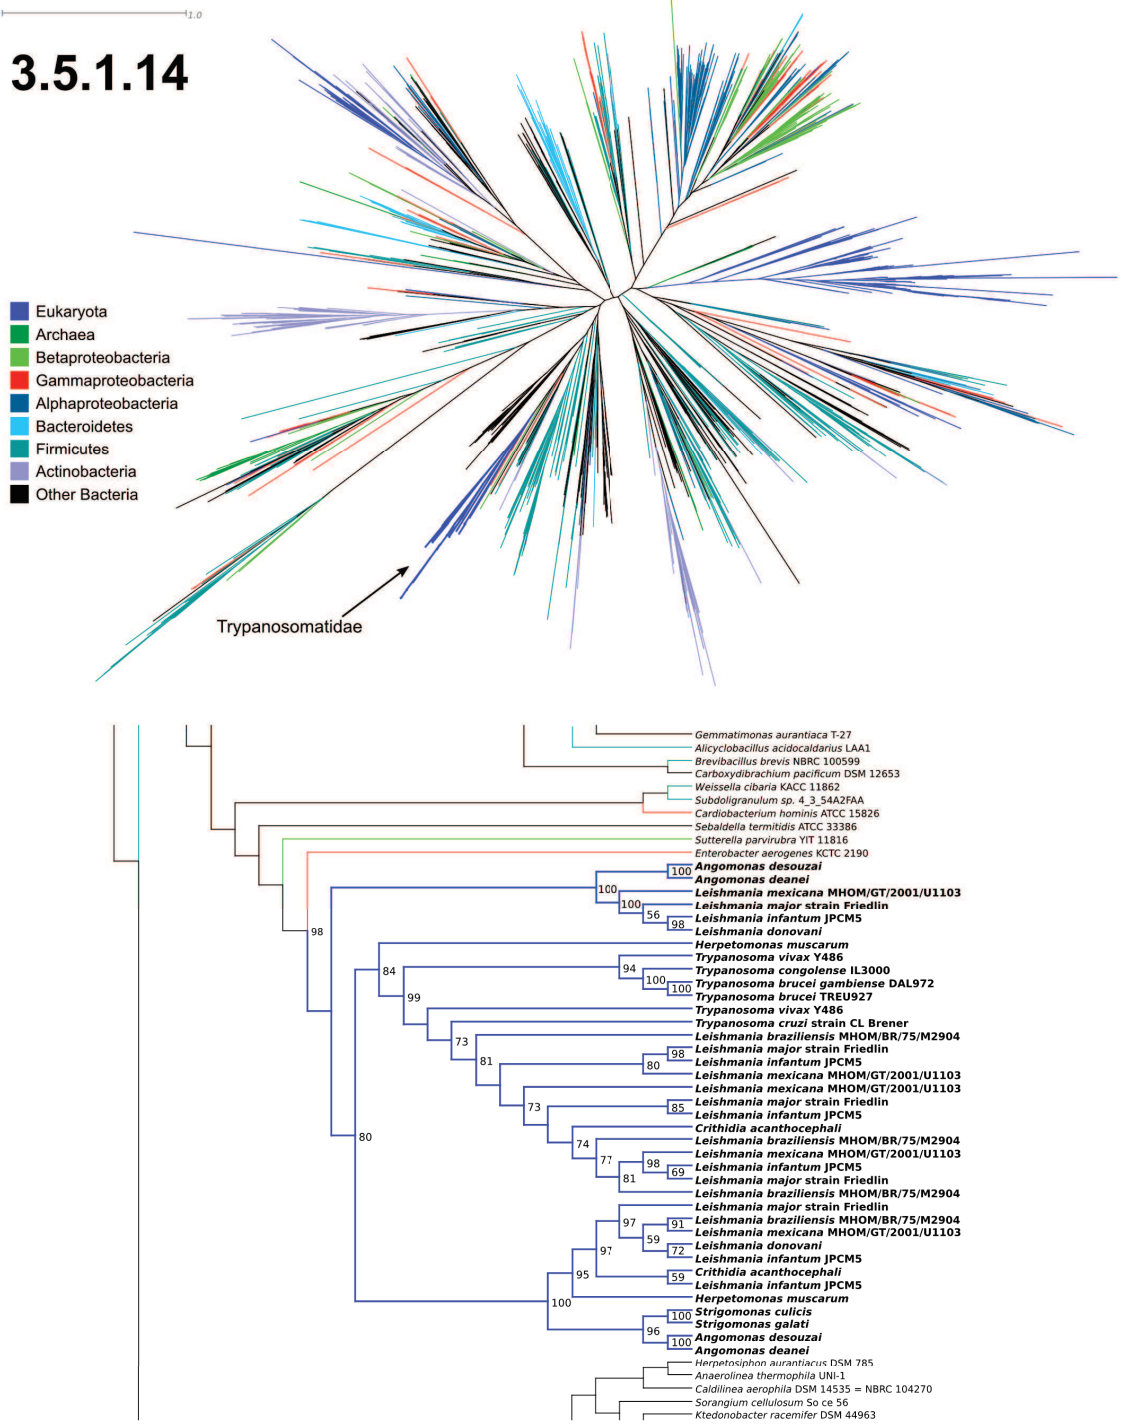 1.0
3.5.1.14
Eukaryota
Archaea
Betaproteobacteria
Gammaproteobacteria
Alphaproteobacteria
Bacteroidetes
Firmicutes
Actinobacteria
Other Bacteria
Trypanosomatidae
Gemmatimonas aurantiaca T-27
Alicyclobacillus acidocaldarius LAA1
Brevibacillus brevis NBRC 100599
Carboxydibrachium pacificum DSM 12653
Weissella cibaria KACC 11862
Subdoligranulum sp. 4_3_54A2FAA
Cardiobacterium hominis ATCC 15826
Sebaldella termitidis ATCC 33386
Sutterella parvirubra YIT 11816
Enterobacter aerogenes KCTC 2190
Angomonas desouzai
100
Angomonas deanei
100
Leishmania mexicana MHOM/GT/2001/U1103
100
Leishmania major strain Friedlin
56
Leishmania infantum JPCM5
98
Leishmania donovani
98
Herpetomonas muscarum
84
Trypanosoma vivax Y486
94
Trypanosoma congolense IL3000
100
Trypanosoma brucei gambiense DAL972
100
Trypanosoma brucei TREU927
99
Trypanosoma vivax Y486
Trypanosoma cruzi strain CL Brener
73
Leishmania braziliensis MHOM/BR/75/M2904
Leishmania major strain Friedlin
98
81
Leishmania infantum JPCM5
80
Leishmania mexicana MHOM/GT/2001/U1103
Leishmania mexicana MHOM/GT/2001/U1103
73
Leishmania major strain Friedlin
85
Leishmania infantum JPCM5
Crithidia acanthocephali
80
74
Leishmania braziliensis MHOM/BR/75/M2904
77
Leishmania mexicana MHOM/GT/2001/U1103
98
Leishmania infantum JPCM5
69
81
Leishmania major strain Friedlin
Leishmania braziliensis MHOM/BR/75/M2904
Leishmania major strain Friedlin
97
Leishmania braziliensis MHOM/BR/75/M2904
91
Leishmania mexicana MHOM/GT/2001/U1103
59
97
Leishmania donovani
72
Leishmania infantum JPCM5
95
Crithidia acanthocephali
59
Leishmania infantum JPCM5
Herpetomonas muscarum
100
Strigomonas culicis
100
Strigomonas galati
96
Angomonas desouzai
100
Angomonas deanei
Herpetosiphon aurantiacus DSM 785
Anaerolinea thermophila UNI-1
Caldilinea aerophila DSM 14535 = NBRC 104270
Sorangium cellulosum So ce 56
Ktedonobacter racemifer DSM 44963